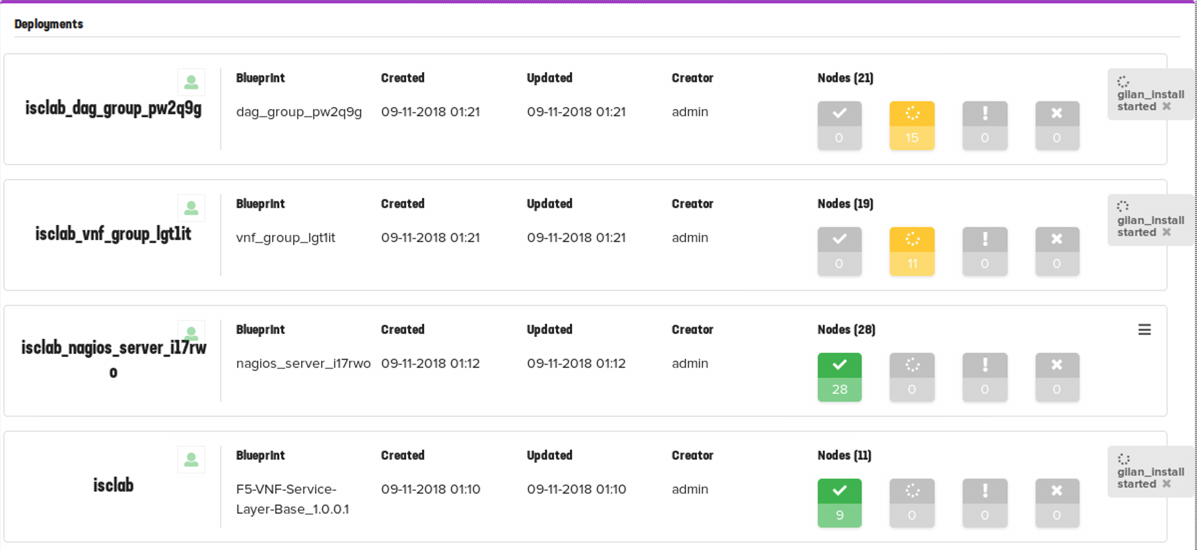 Deployments
isclab_dag_group_pw2q9g
Blueprint Created Updated Creator Nodes (21)
dag_group_pw2q9g 09-11-2018 01:21 09-11-2018 01:21 admin
0 15 0 0
gilan_install
started
isclab_vnf_group_lgt1it
Blueprint Created Updated Creator Nodes (19)
vnf_group_lgt1it 09-11-2018 01:21 09-11-2018 01:21 admin
0 11 0 0
gilan_install
started
isclab_nagios_server_i17rw
o
Blueprint Created Updated Creator Nodes (28)
nagios_server_i17rwo 09-11-2018 01:12 09-11-2018 01:12 admin
28 0 0 0
isclab
Blueprint Created Updated Creator Nodes (11)
F5-VNF-Service- 09-11-2018 01:10 09-11-2018 01:10 admin
Layer-Base_1.0.0.1
9 0 0 0
gilan_install
started